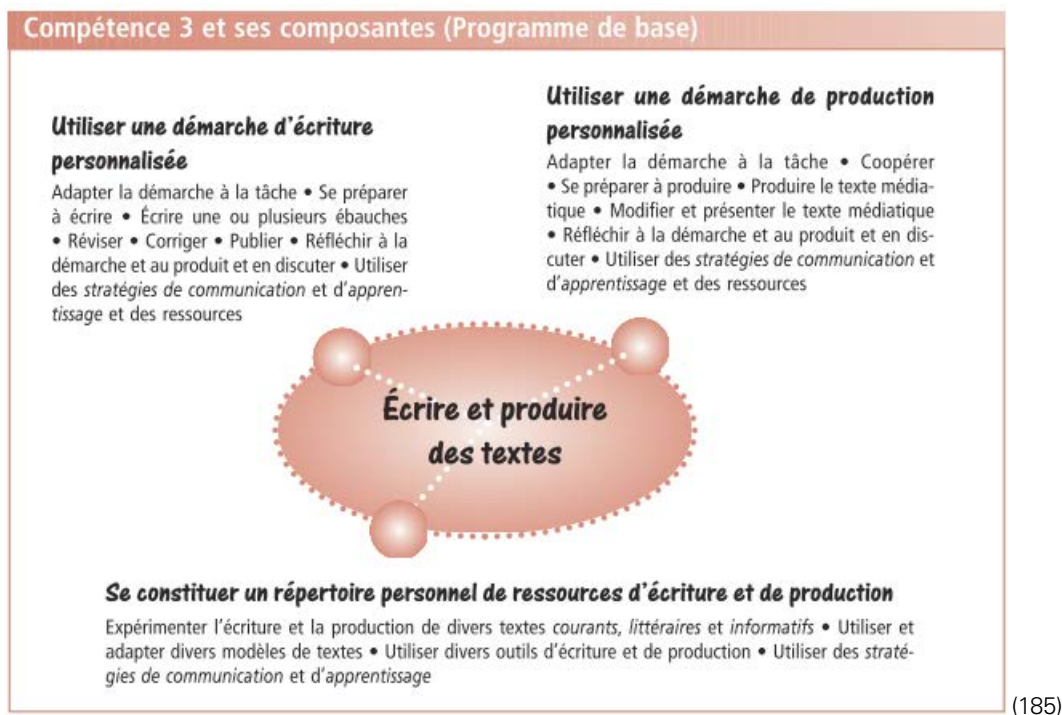 Compétence 3 et ses composantes (Programme de base)
Utiliser une démarche d'écriture
personnalisée
Adapter la démarche à la tâche • Se préparer
à écrire • Écrire une ou plusieurs ébauches
• Réviser • Corriger • Publier • Réfléchir à la
démarche et au produit et en discuter • Utiliser
des stratégies de communication et d'appren-
tissage et des ressources
Utiliser une démarche de production
personnalisée
Adapter la démarche à la tâche • Coopérer
• Se préparer à produire • Produire le texte média-
tique • Modifier et présenter le texte médiatique
• Réfléchir à la démarche et au produit et en dis-
cuter • Utiliser des stratégies de communication et
d'apprentissage et des ressources
Écrire et produire
des textes
Se constituer un répertoire personnel de ressources d'écriture et de production
Expérimenter l'écriture et la production de divers textes courants, littéraires et informatifs • Utiliser et
adapter divers modèles de textes • Utiliser divers outils d'écriture et de production • Utiliser des straté-
gies de communication et d'apprentissage
(185)